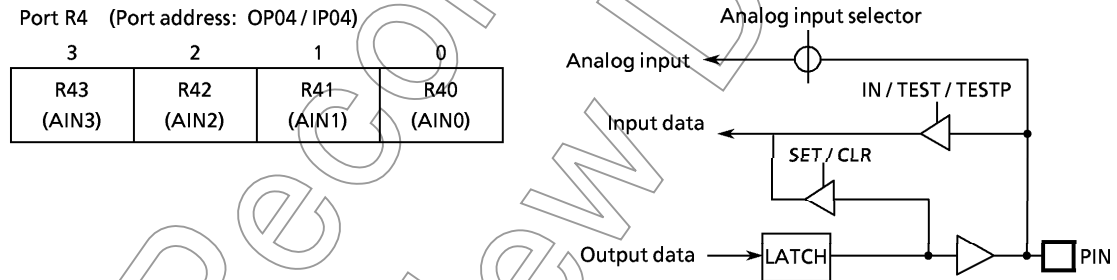 Port R4 (Port address: OP04 / IP04)
3 2 1 0
R43 R42 R41 R40
(AIN3) (AIN2) (AIN1) (AIN0)
Analog input selector
Analog input
IN / TEST / TESTP
Input data
SET / CLR
Output data
LATCH
PIN